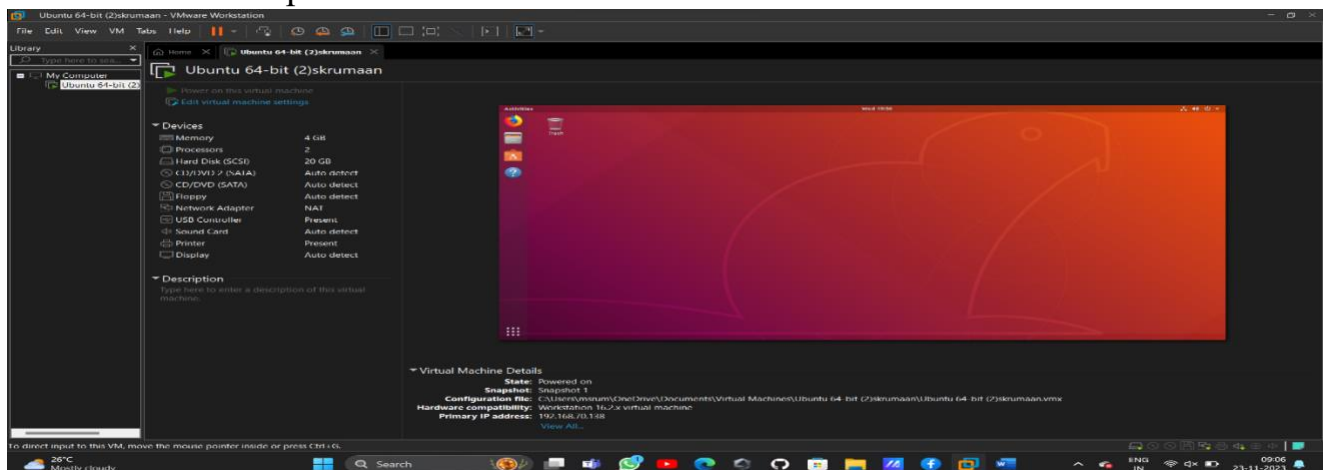 Ubuntu 64-bit (2)skrumaan - VMware Workstation
File Edit View VM Tabs Help
Library
Type here to sea...
My Computer
Ubuntu 64-bit (2)
Home
Ubuntu 64-bit (2)skrumaan
Ubuntu 64-bit (2)skrumaan
Power on this virtual machine
Edit virtual machine settings
Devices
Memory 4 GB
Processors 2
Hard Disk (SCSI) 20 GB
CD/DVD 2 (SATA) Auto detect
CD/DVD (SATA) Auto detect
Floppy Auto detect
Network Adapter NAT
USB Controller Present
Sound Card Auto detect
Printer Present
Display Auto detect
Description
Type here to enter a description of this virtual
machine.
Activities
Trash
Virtual Machine Details
State: Powered on
Snapshot: Snapshot 1
Configuration file: C:\Users\msrum\OneDrive\Documents\Virtual Machines\Ubuntu 64-bit (2)skrumaan\Ubuntu 64-bit (2)skrumaan.vmx
Hardware compatibility: Workstation 16.2.x virtual machine
Primary IP address: 192.168.70.138
View All...
To direct input to this VM, move the mouse pointer inside or press Ctrl+G.
26°C
Mostly cloudy
Search
ENG
IN
09:06
23-11-2023